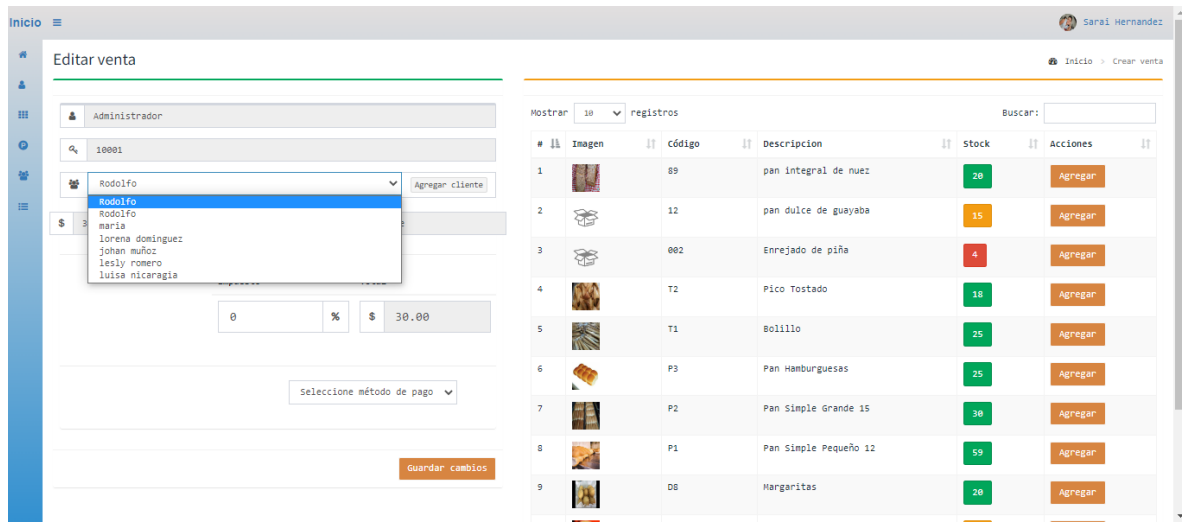 Inicio
Sarai Hernandez
Editar venta
Inicio > Crear venta
Administrador
10001
Rodolfo
Agregar cliente
Rodolfo
Rodolfo
maria
lorena dominguez
johan muñoz
lesly romero
luisa nicaragia
$
0 %
$ 30.00
Seleccione método de pago
Guardar cambios
Mostrar 10 registros
Buscar:
# Imagen Código Descripcion Stock Acciones
1 89 pan integral de nuez 20 Agregar
2 12 pan dulce de guayaba 15 Agregar
3 002 Enrejado de piña 4 Agregar
4 T2 Pico Tostado 18 Agregar
5 T1 Bolillo 25 Agregar
6 P3 Pan Hamburguesas 25 Agregar
7 P2 Pan Simple Grande 15 30 Agregar
8 P1 Pan Simple Pequeño 12 59 Agregar
9 D8 Margaritas 20 Agregar